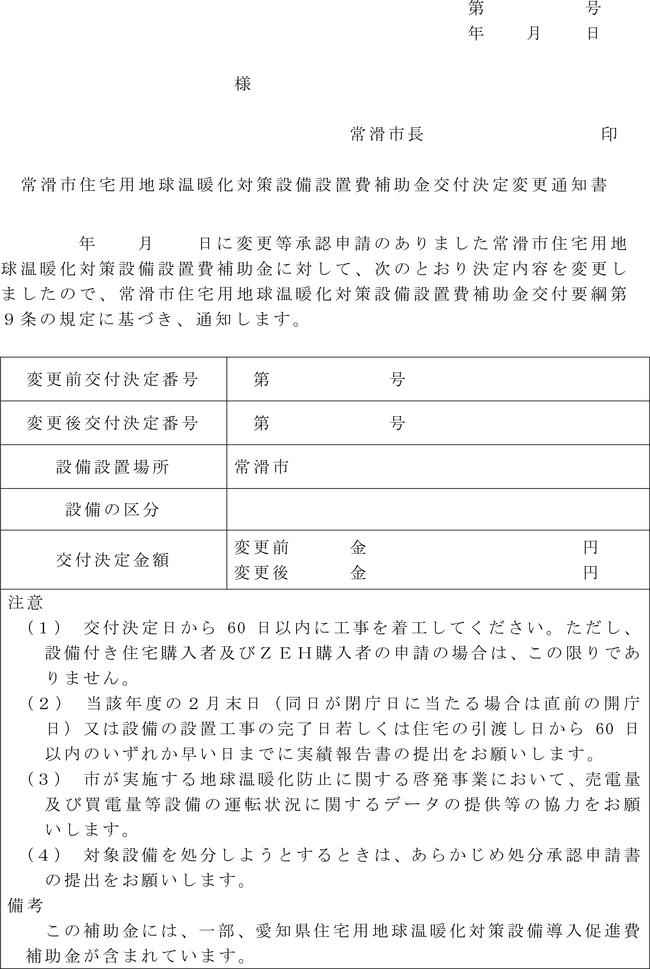 第　　　　　号
年　　月　　日
様
常滑市長　　　　　　　　印
常滑市住宅用地球温暖化対策設備設置費補助金交付決定変更通知書
年　　月　　日に変更等承認申請のありました常滑市住宅用地
球温暖化対策設備設置費補助金に対して、次のとおり決定内容を変更し
ましたので、常滑市住宅用地球温暖化対策設備設置費補助金交付要綱第
９条の規定に基づき、通知します。
変更前交付決定番号　第　　　　　　号
変更後交付決定番号　第　　　　　　号
設備設置場所　常滑市
設備の区分
交付決定金額　変更前　　　金　　　　　　　　　　　円
変更後　　　金　　　　　　　　　　　円
注意
（１）　交付決定日から 60 日以内に工事を着工してください。ただし、
設備付き住宅購入者及びＺＥＨ購入者の申請の場合は、この限りであ
りません。
（２）　当該年度の２月末日（同日が閉庁日に当たる場合は直前の開庁
日）又は設備の設置工事の完了日若しくは住宅の引渡し日から 60 日
以内のいずれか早い日までに実績報告書の提出をお願いします。
（３）　市が実施する地球温暖化防止に関する啓発事業において、売電量
及び買電量等設備の運転状況に関するデータの提供等の協力をお願
いします。
（４）　対象設備を処分しようとするときは、あらかじめ処分承認申請書
の提出をお願いします。
備考
この補助金には、一部、愛知県住宅用地球温暖化対策設備導入促進費
補助金が含まれています。